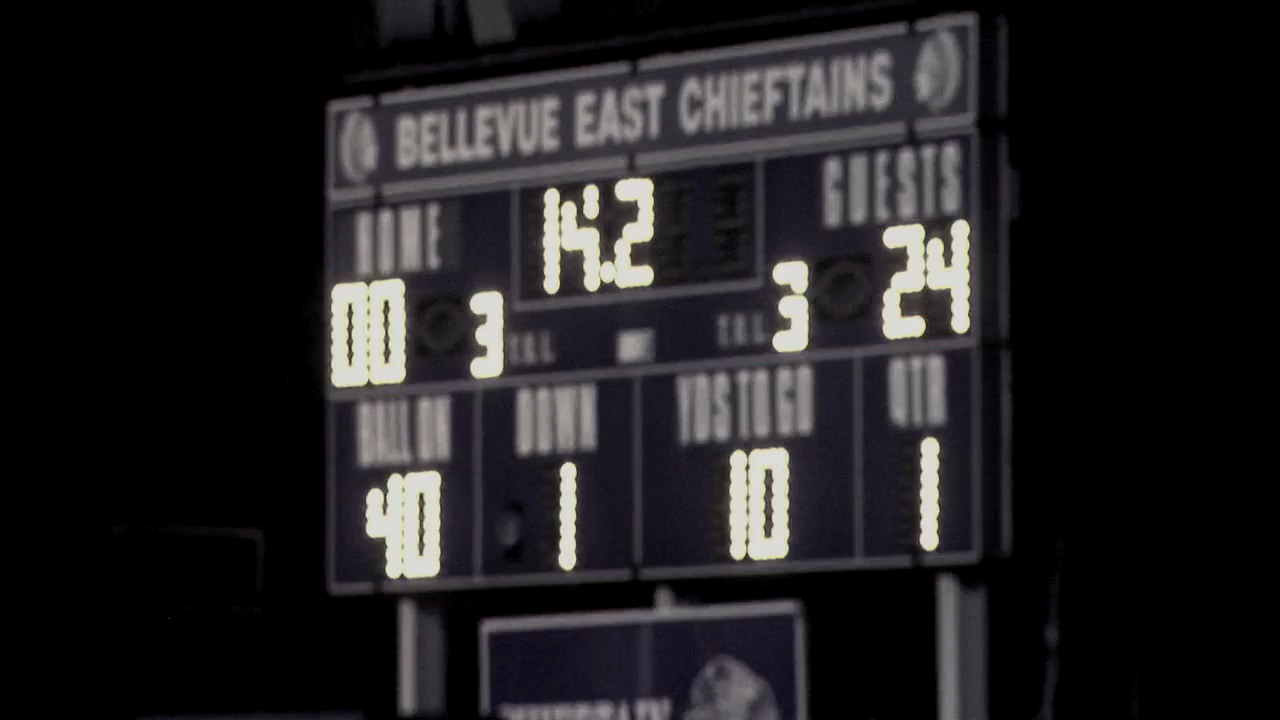 BELLEVUE EAST CHIEFTAINS
HOME 14.2 GUESTS
00 3 T.O.L. T.O.L. 3 24
BALL ON DOWN YDS TO GO QTR
40 1 10 1